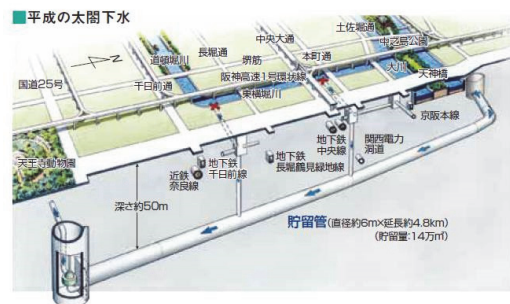 ■平成の太閤下水
土佐堀通
中之島公園
中央大通
本町通
大川
天神橋
長堀通
堺筋
道頓堀川
阪神高速1号環状線
国道25号
千日前通
東横堀川
京阪本線
地下鉄
中央線
関西電力
洞道
天王寺動物園
近鉄
奈良線
地下鉄
千日前線
地下鉄
長堀鶴見緑地線
深さ約50m
貯留管(直径約6m×延長約4.8km)
(貯留量:14万㎥)
N